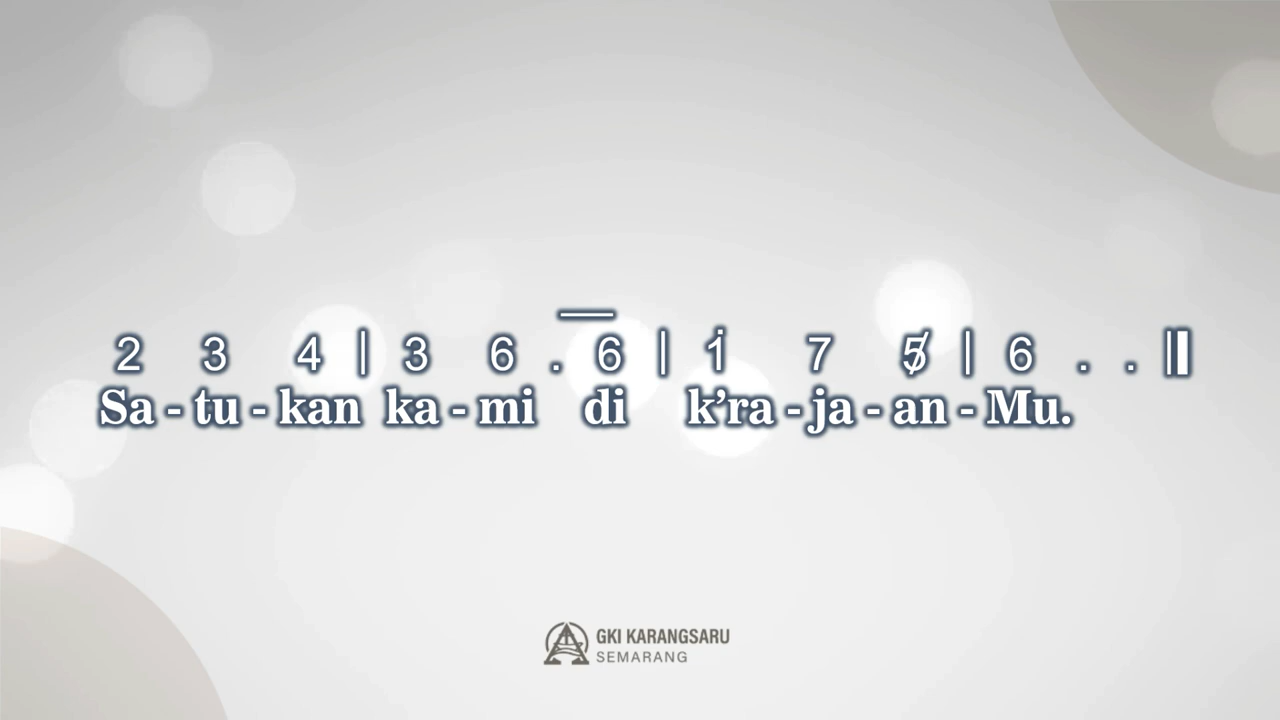 2 3 4 | 3 6 . 6 | 1̇ 7 5̸ | 6 . . ‖
Sa - tu - kan ka - mi di k’ra - ja - an - Mu.
GKI KARANGSARU
SEMARANG